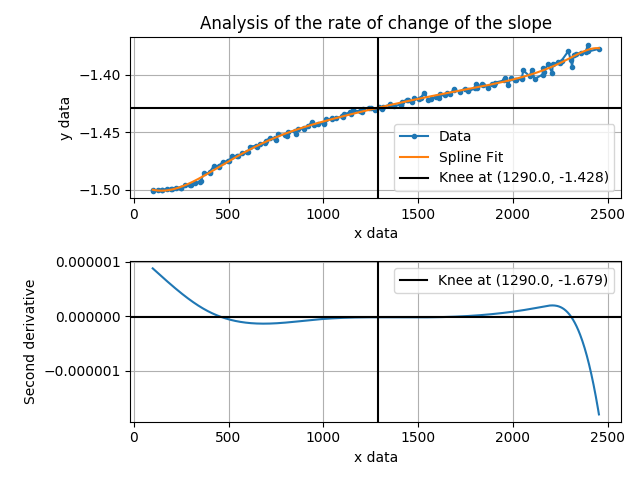 Analysis of the rate of change of the slope
−1.40
−1.45
−1.50
y data
Data
Spline Fit
Knee at (1290.0, -1.428)
0 500 1000 1500 2000 2500
x data
0.000001
0.000000
−0.000001
Second derivative
Knee at (1290.0, -1.679)
0 500 1000 1500 2000 2500
x data